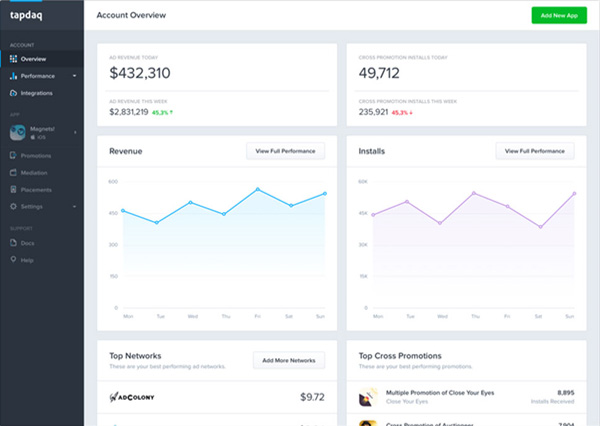 tapdaq
Account Overview
Add New App
ACCOUNT
Overview
Performance
Integrations
APP
Magnets!
iOS
Promotions
Mediation
Placements
Settings
SUPPORT
Docs
Help
AD REVENUE TODAY
$432,310
AD REVENUE THIS WEEK
$2,831,219 45,3% ↑
CROSS PROMOTION INSTALLS TODAY
49,712
CROSS PROMOTION INSTALLS THIS WEEK
235,921 45,3% ↓
Revenue
View Full Performance
600
450
300
150
0
Mon Tue Wed Thu Fri Sat Sun
Installs
View Full Performance
60K
45K
30K
15K
0
Mon Tue Wed Thu Fri Sat Sun
Top Networks
These are your best performing ad networks.
Add More Networks
ADCOLONY
$9.72
Top Cross Promotions
These are your best performing promotions.
Multiple Promotion of Close Your Eyes
8,895
Close Your Eyes
Installs Received
Cross Promotion of Auctioneers
7,904